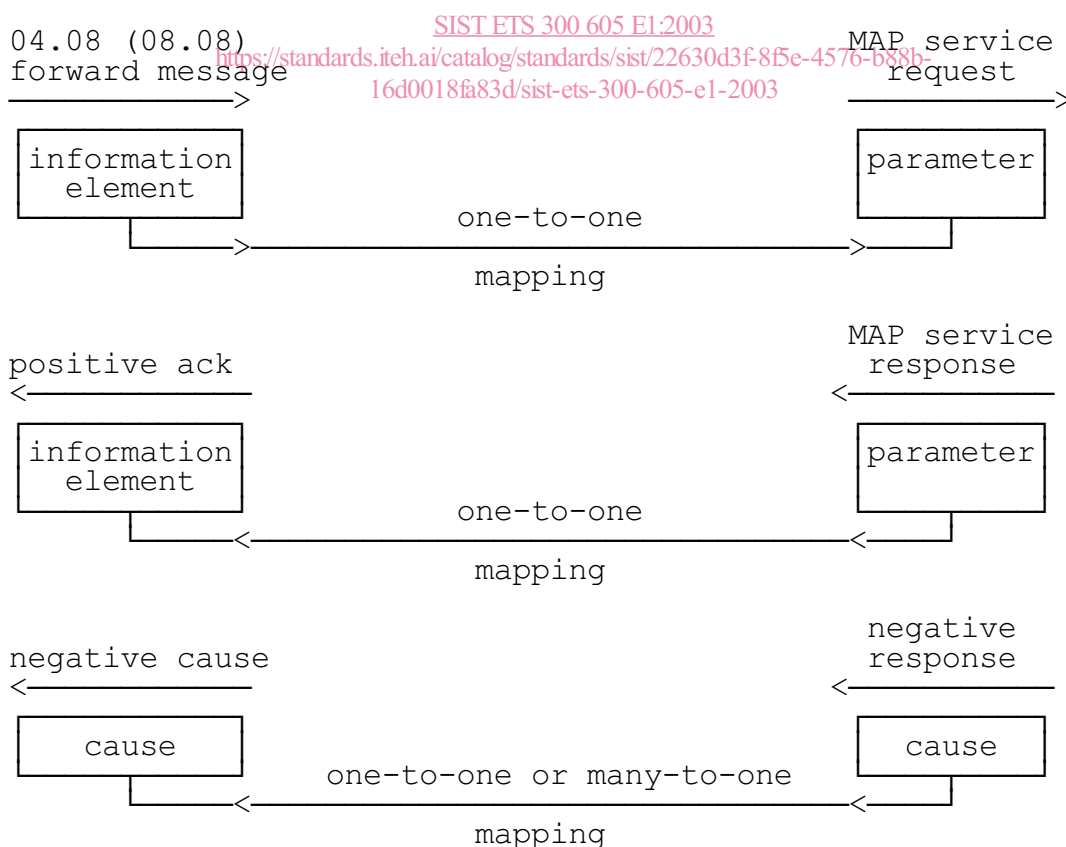 SIST ETS 300 605 E1:2003
https://standards.iteh.ai/catalog/standards/sist/22630d3f-8f5e-4576-b88b-
16d0018fa83d/sist-ets-300-605-e1-2003
04.08 (08.08)
forward message
MAP service
request
information
element
parameter
one-to-one
mapping
positive ack
MAP service
response
information
element
parameter
one-to-one
mapping
negative cause
negative
response
cause
cause
one-to-one or many-to-one
mapping